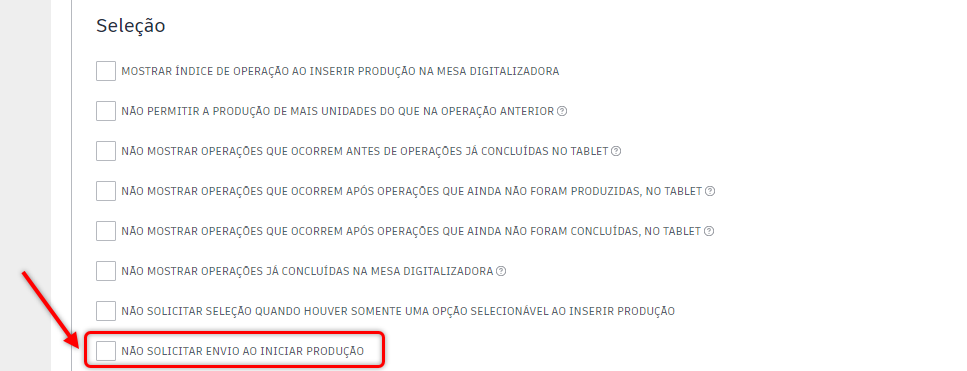 Seleção
MOSTRAR ÍNDICE DE OPERAÇÃO AO INSERIR PRODUÇÃO NA MESA DIGITALIZADORA
NÃO PERMITIR A PRODUÇÃO DE MAIS UNIDADES DO QUE NA OPERAÇÃO ANTERIOR ?
NÃO MOSTRAR OPERAÇÕES QUE OCORREM ANTES DE OPERAÇÕES JÁ CONCLUÍDAS NO TABLET ?
NÃO MOSTRAR OPERAÇÕES QUE OCORREM APÓS OPERAÇÕES QUE AINDA NÃO FORAM PRODUZIDAS, NO TABLET ?
NÃO MOSTRAR OPERAÇÕES QUE OCORREM APÓS OPERAÇÕES QUE AINDA NÃO FORAM CONCLUÍDAS, NO TABLET ?
NÃO MOSTRAR OPERAÇÕES JÁ CONCLUÍDAS NA MESA DIGITALIZADORA ?
NÃO SOLICITAR SELEÇÃO QUANDO HOUVER SOMENTE UMA OPÇÃO SELECIONÁVEL AO INSERIR PRODUÇÃO
NÃO SOLICITAR ENVIO AO INICIAR PRODUÇÃO